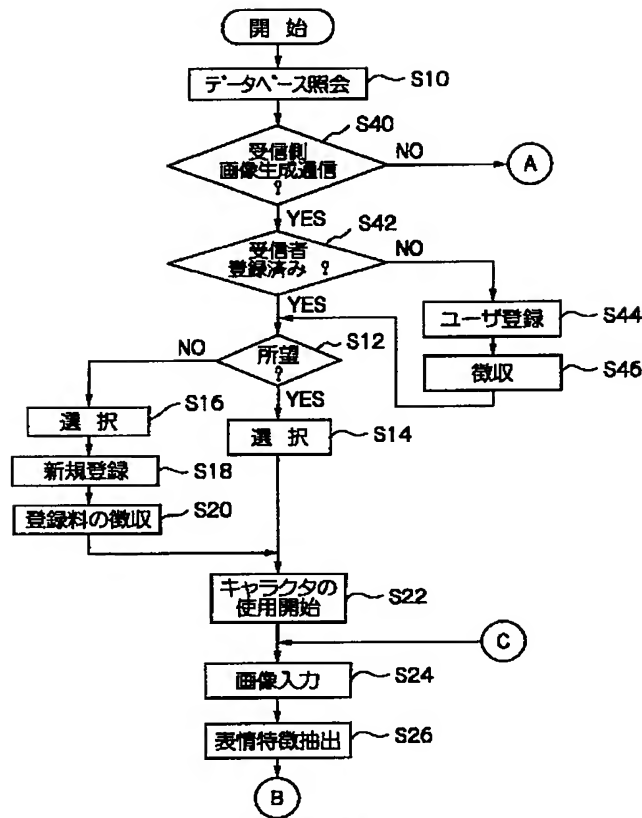 開 始
データベース照会
S10
S40
受信側
画像生成通信
?
NO
A
YES
S42
受信者
登録済み ?
NO
YES
ユーザ登録
S44
徴収
S46
S12
所望
?
NO
YES
選 択
S16
選 択
S14
新規登録
S18
登録料の徴収
S20
キャラクタの
使用開始
S22
C
画像入力
S24
表情特徴抽出
S26
B